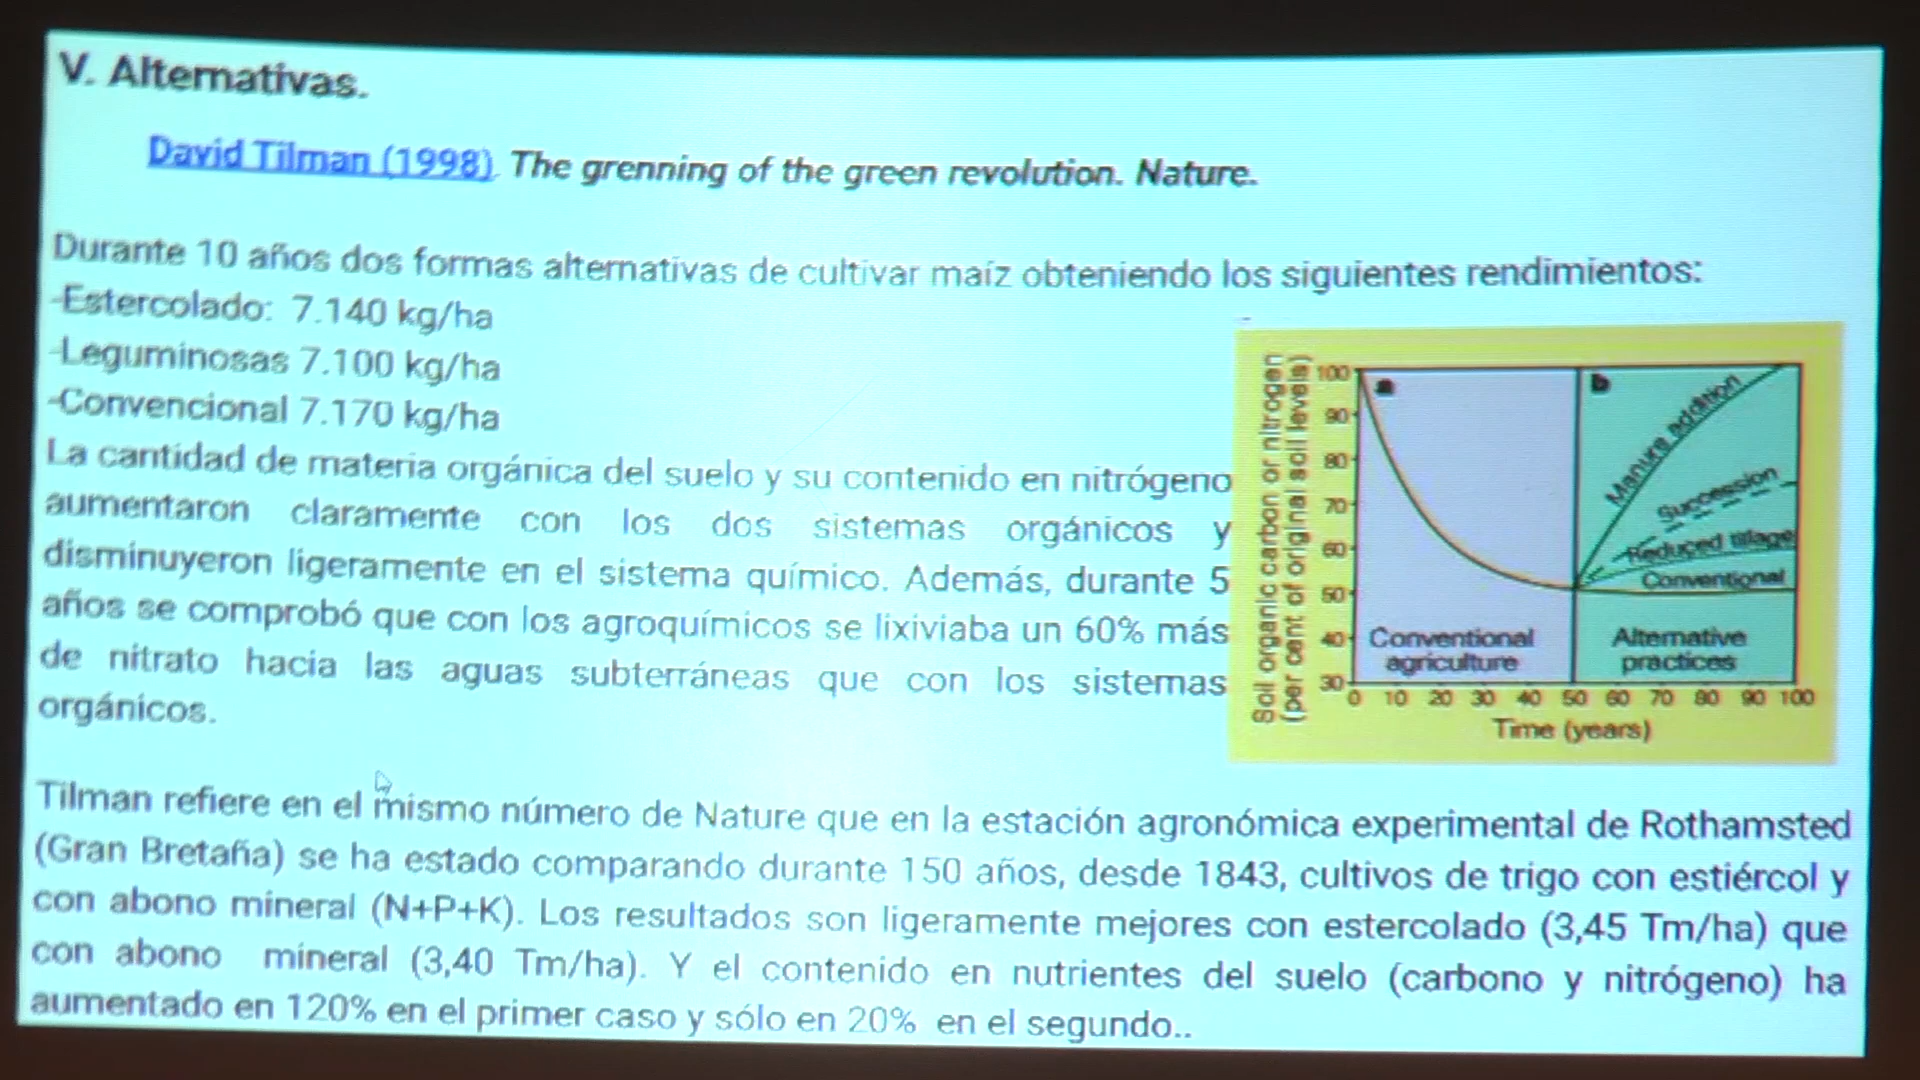 V. Alternativas.
David Tilman (1998). The grenning of the green revolution. Nature.
Durante 10 años dos formas alternativas de cultivar maíz obteniendo los siguientes rendimientos:
-Estercolado: 7.140 kg/ha
-Leguminosas 7.100 kg/ha
-Convencional 7.170 kg/ha
La cantidad de materia orgánica del suelo y su contenido en nitrógeno
aumentaron claramente con los dos sistemas orgánicos y
disminuyeron ligeramente en el sistema químico. Además, durante 5
años se comprobó que con los agroquímicos se lixiviaba un 60% más
de nitrato hacia las aguas subterráneas que con los sistemas
orgánicos.
Soil organic carbon or nitrogen
(per cent of original soil levels)
100
90
80
70
60
50
40
30
a
b
Manure addition
Succession
Reduced tillage
Conventional
Conventional
agriculture
Alternative
practices
0 10 20 30 40 50 60 70 80 90 100
Time (years)
Tilman refiere en el mismo número de Nature que en la estación agronómica experimental de Rothamsted
(Gran Bretaña) se ha estado comparando durante 150 años, desde 1843, cultivos de trigo con estiércol y
con abono mineral (N+P+K). Los resultados son ligeramente mejores con estercolado (3,45 Tm/ha) que
con abono mineral (3,40 Tm/ha). Y el contenido en nutrientes del suelo (carbono y nitrógeno) ha
aumentado en 120% en el primer caso y sólo en 20% en el segundo..